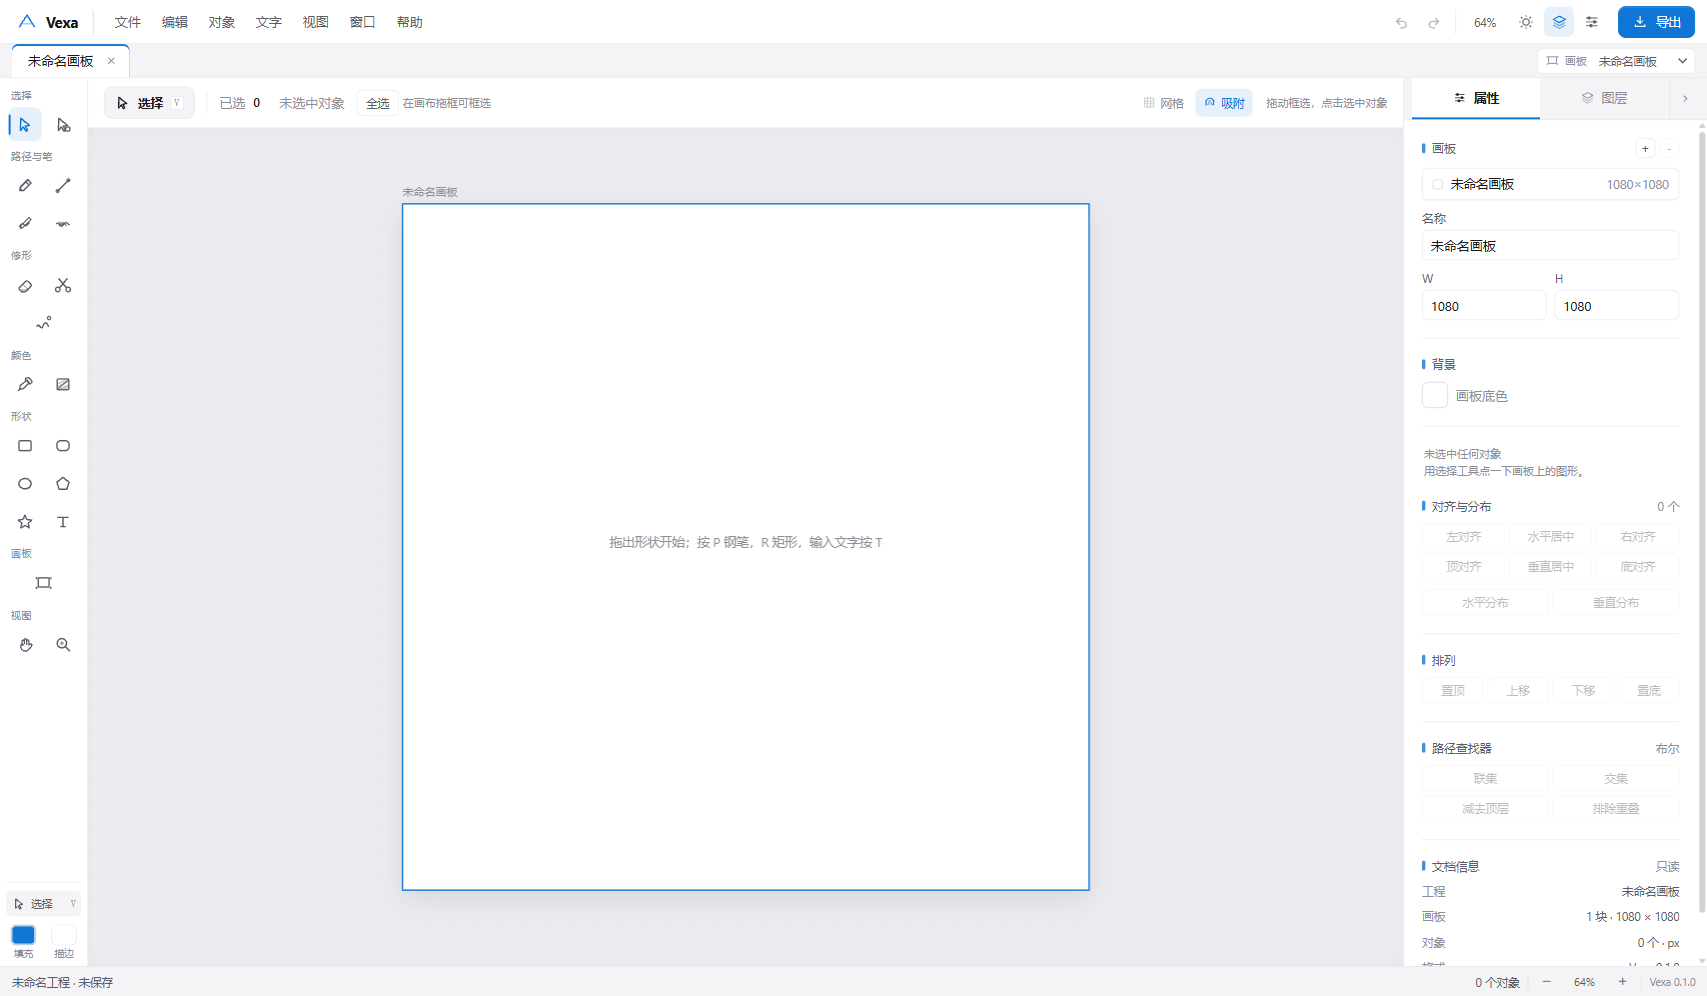 Vexa 文件 编辑 对象 文字 视图 窗口 帮助 64% 导出
未命名画板 × 画板 未命名画板
选择 选择 V 已选 0 未选中对象 全选 在画布拖框可框选 网格 吸附 拖动框选，点击选中对象 属性 图层
路径与笔
修形
颜色
形状
画板
视图
选择 V
填充 描边
未命名画板
拖出形状开始；按 P 钢笔，R 矩形，输入文字按 T
画板 + -
未命名画板 1080×1080
名称
未命名画板
W H
1080 1080
背景
画板底色
未选中任何对象
用选择工具点一下画板上的图形。
对齐与分布 0 个
左对齐 水平居中 右对齐
顶对齐 垂直居中 底对齐
水平分布 垂直分布
排列
置顶 上移 下移 置底
路径查找器 布尔
联集 交集
减去顶层 排除重叠
文档信息 只读
工程 未命名画板
画板 1 块 · 1080 × 1080
对象 0 个 · px
未命名工程 · 未保存 0 个对象 − 64% + Vexa 0.1.0